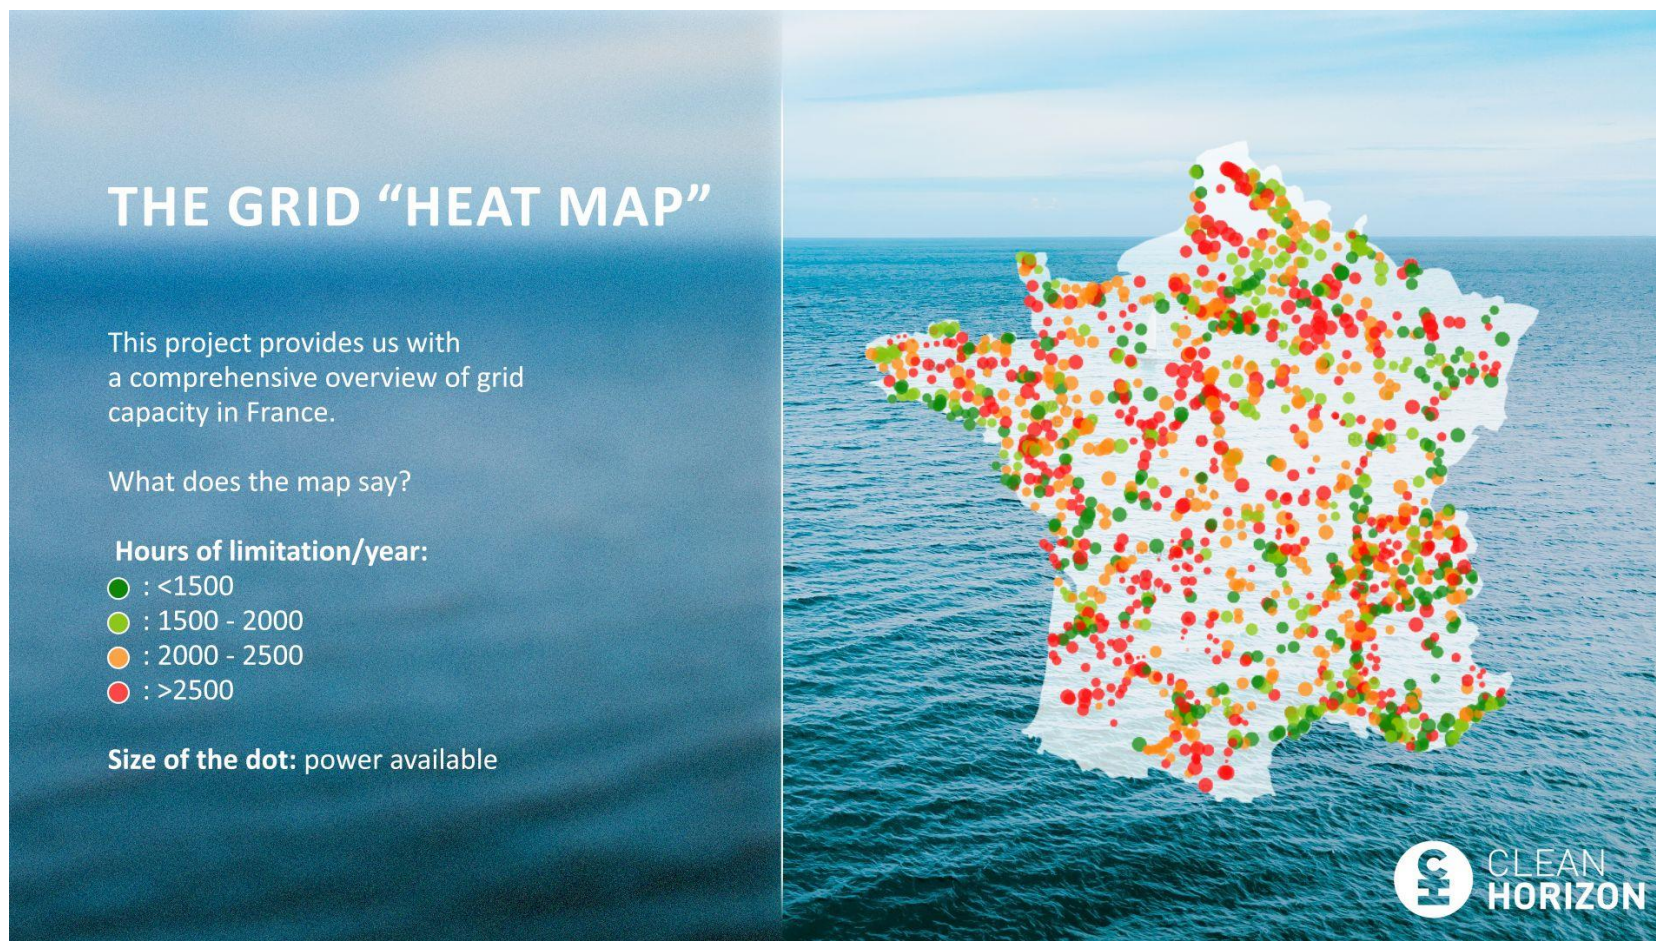 THE GRID “HEAT MAP”
This project provides us with
a comprehensive overview of grid
capacity in France.
What does the map say?
Hours of limitation/year:
: <1500
: 1500 - 2000
: 2000 - 2500
: >2500
Size of the dot: power available
CLEAN
HORIZON